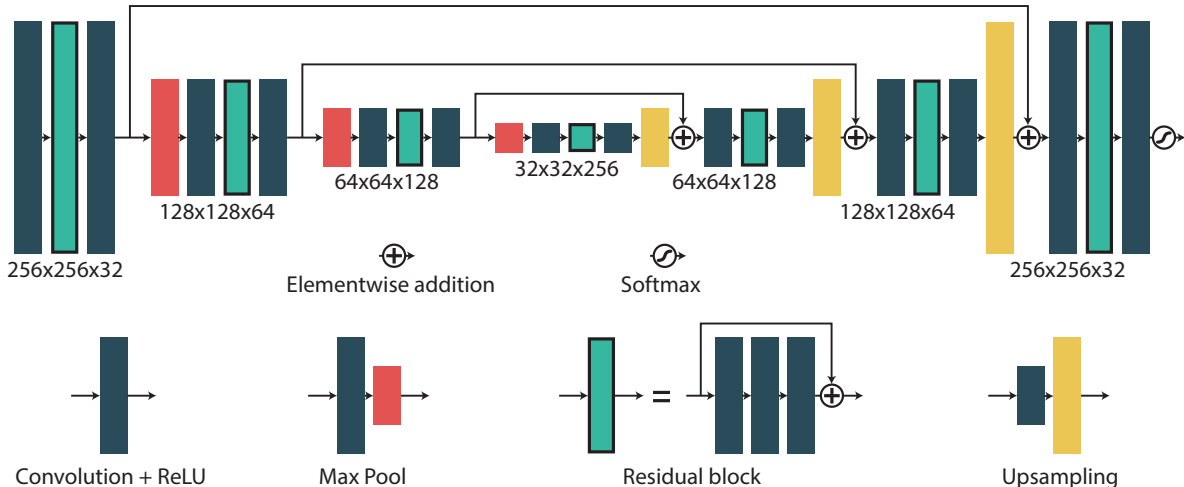 32x32x256
64x64x128
64x64x128
128x128x64
128x128x64
256x256x32
256x256x32
Elementwise addition
Softmax
=
Convolution + ReLU
Max Pool
Residual block
Upsampling